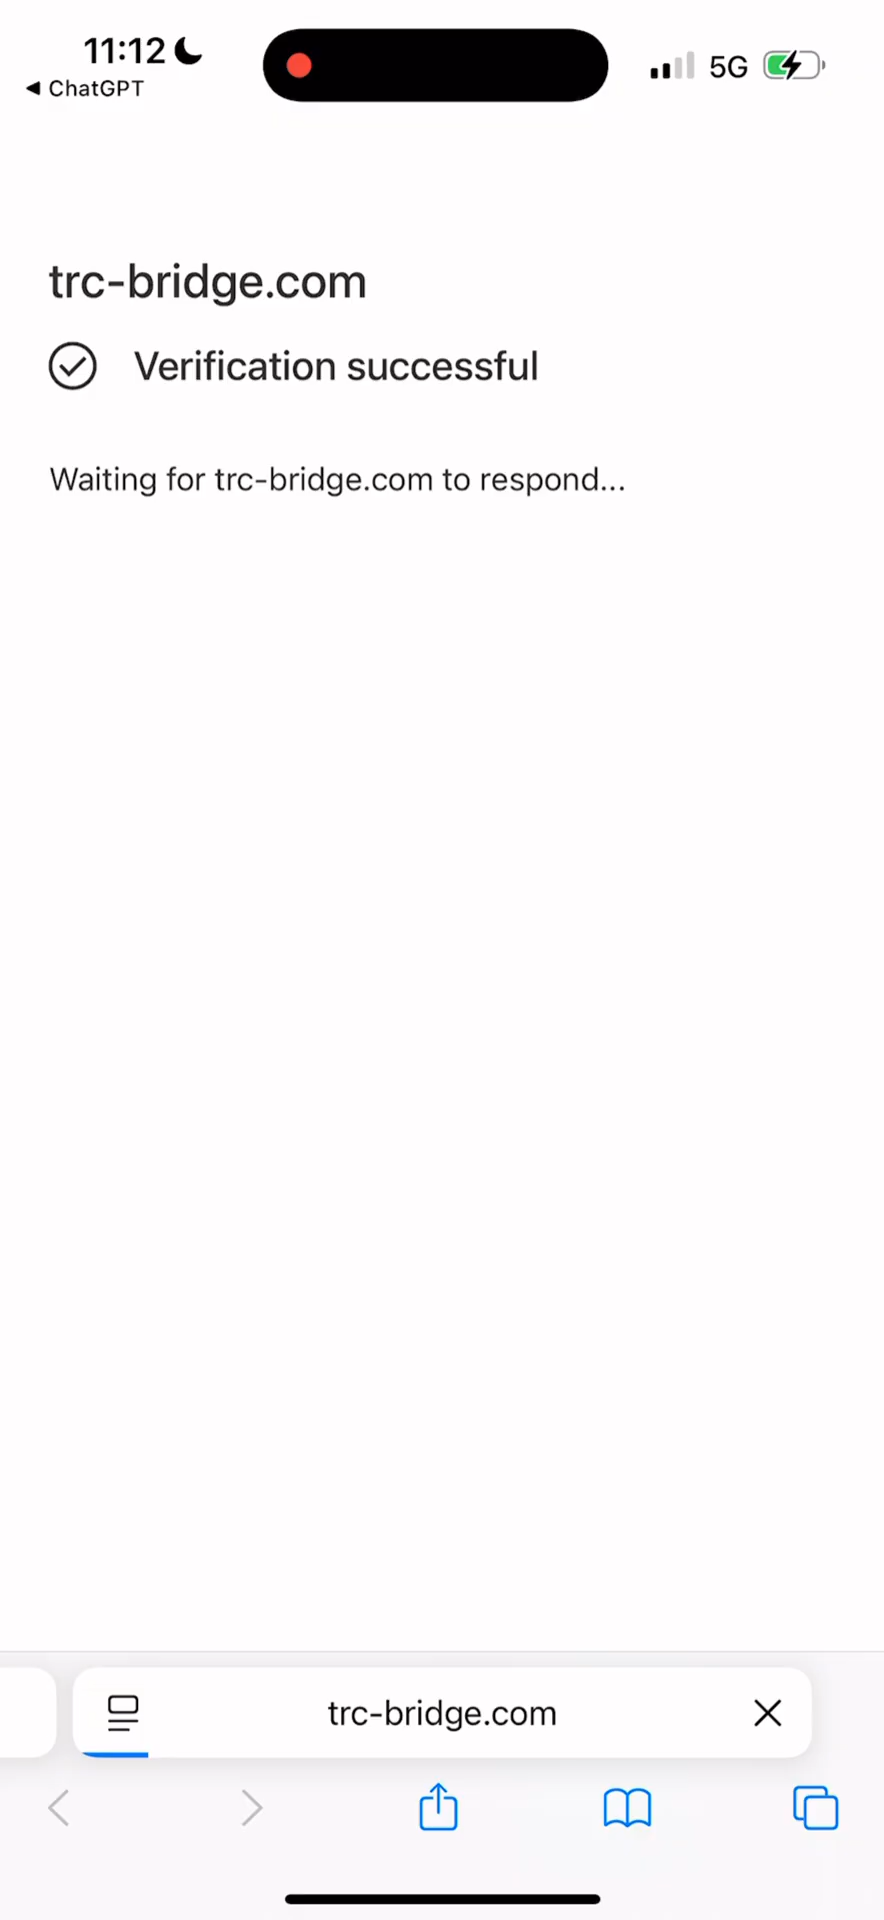 11:12
5G
◀ ChatGPT
trc-bridge.com
Verification successful
Waiting for trc-bridge.com to respond...
trc-bridge.com